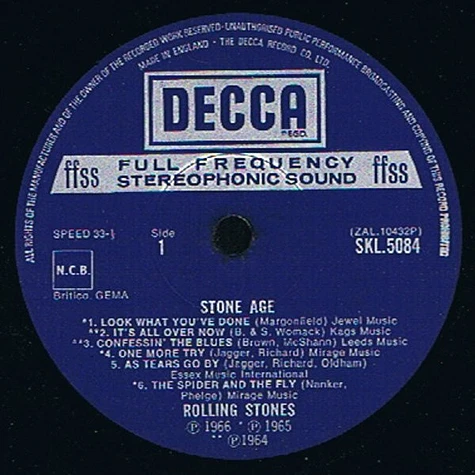 ALL RIGHTS OF THE MANUFACTURER AND OF THE OWNER OF THE RECORDED WORK RESERVED · UNAUTHORISED PUBLIC PERFORMANCE BROADCASTING AND COPYING OF THIS RECORD PROHIBITED
MADE IN ENGLAND · THE DECCA RECORD CO. LTD.
DECCA
REGD.
ffss FULL FREQUENCY ffss
STEREOPHONIC SOUND
SPEED 33-⅓ Side (ZAL.10432P)
1 SKL.5084
N.C.B.
Britico, GEMA
STONE AGE
*1. LOOK WHAT YOU'VE DONE (Morgonfield) Jewel Music
**2. IT'S ALL OVER NOW (B. & S. Womack) Kags Music
**3. CONFESSIN' THE BLUES (Brown, McShann) Leeds Music
*4. ONE MORE TRY (Jagger, Richard) Mirage Music
5. AS TEARS GO BY (Jagger, Richard, Oldham)
Essex Music International
*6. THE SPIDER AND THE FLY (Nanker,
Phelge) Mirage Music
ROLLING STONES
Ⓟ 1966 * Ⓟ 1965
** Ⓟ1964